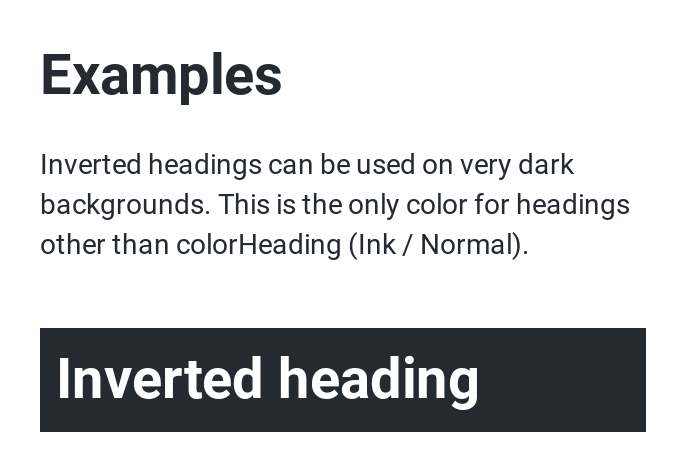 Examples
Inverted headings can be used on very dark
backgrounds. This is the only color for headings
other than colorHeading (Ink / Normal).
Inverted heading